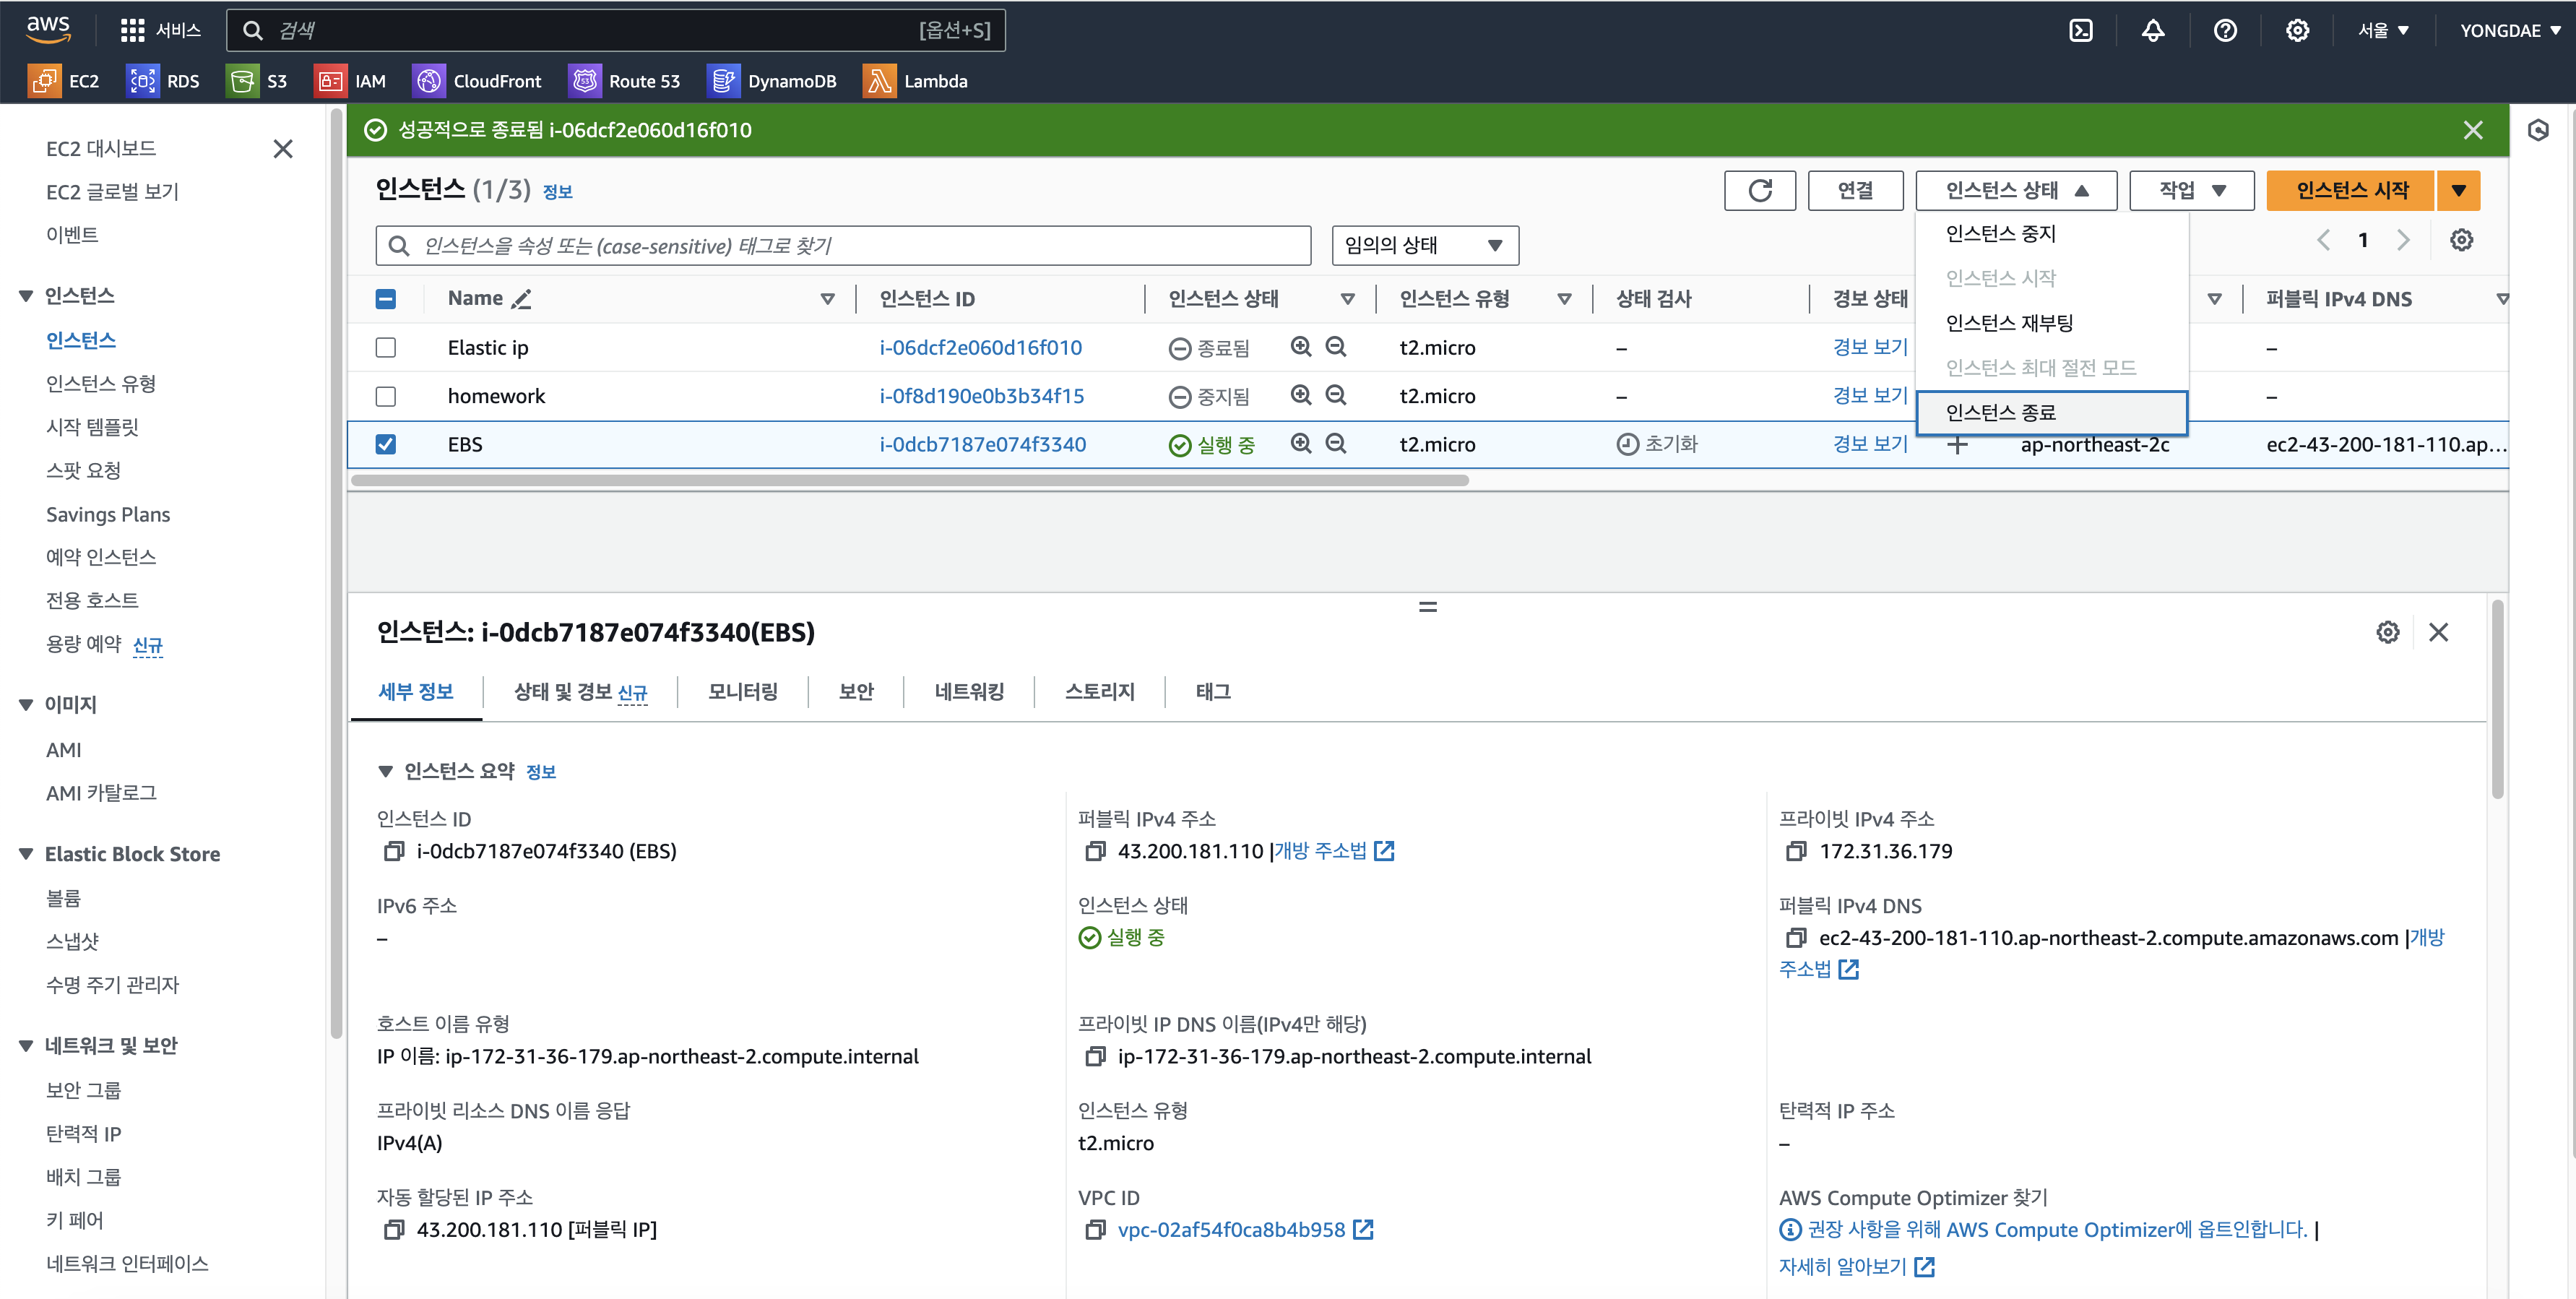 aws
서비스
검색
[옵션+S]
서울
YONGDAE
EC2
RDS
S3
IAM
CloudFront
Route 53
DynamoDB
Lambda
EC2 대시보드
EC2 글로벌 보기
이벤트
인스턴스
인스턴스
인스턴스 유형
시작 템플릿
스팟 요청
Savings Plans
예약 인스턴스
전용 호스트
용량 예약 신규
이미지
AMI
AMI 카탈로그
Elastic Block Store
볼륨
스냅샷
수명 주기 관리자
네트워크 및 보안
보안 그룹
탄력적 IP
배치 그룹
키 페어
네트워크 인터페이스
성공적으로 종료됨 i-06dcf2e060d16f010
인스턴스 (1/3) 정보
연결
인스턴스 상태
작업
인스턴스 시작
인스턴스을 속성 또는 (case-sensitive) 태그로 찾기
임의의 상태
1
인스턴스 중지
인스턴스 시작
인스턴스 재부팅
인스턴스 최대 절전 모드
인스턴스 종료
Name 인스턴스 ID 인스턴스 상태 인스턴스 유형 상태 검사 경보 상태 퍼블릭 IPv4 DNS
Elastic ip i-06dcf2e060d16f010 종료됨 t2.micro – 경보 보기 –
homework i-0f8d190e0b3b34f15 중지됨 t2.micro – 경보 보기 –
EBS i-0dcb7187e074f3340 실행 중 t2.micro 초기화 경보 보기 ap-northeast-2c ec2-43-200-181-110.ap...
인스턴스: i-0dcb7187e074f3340(EBS)
세부 정보
상태 및 경보 신규
모니터링
보안
네트워킹
스토리지
태그
인스턴스 요약 정보
인스턴스 ID
i-0dcb7187e074f3340 (EBS)
퍼블릭 IPv4 주소
43.200.181.110 |개방 주소법
프라이빗 IPv4 주소
172.31.36.179
IPv6 주소
–
인스턴스 상태
실행 중
퍼블릭 IPv4 DNS
ec2-43-200-181-110.ap-northeast-2.compute.amazonaws.com |개방
주소법
호스트 이름 유형
IP 이름: ip-172-31-36-179.ap-northeast-2.compute.internal
프라이빗 IP DNS 이름(IPv4만 해당)
ip-172-31-36-179.ap-northeast-2.compute.internal
프라이빗 리소스 DNS 이름 응답
IPv4(A)
인스턴스 유형
t2.micro
탄력적 IP 주소
–
자동 할당된 IP 주소
43.200.181.110 [퍼블릭 IP]
VPC ID
vpc-02af54f0ca8b4b958
AWS Compute Optimizer 찾기
권장 사항을 위해 AWS Compute Optimizer에 옵트인합니다. |
자세히 알아보기